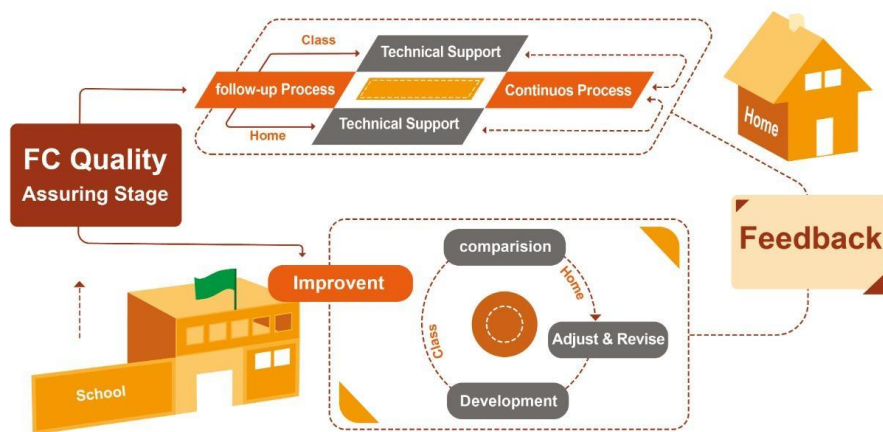 Class
Technical Support
follow-up Process
Continuos Process
Technical Support
Home
Home
FC Quality
Assuring Stage
Feedback
comparision
Improvent
Home
Class
Adjust & Revise
Development
School